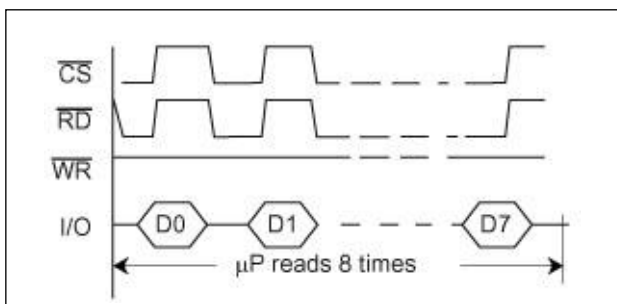 CS
RD
WR
I/O D0 D1 D7
μP reads 8 times